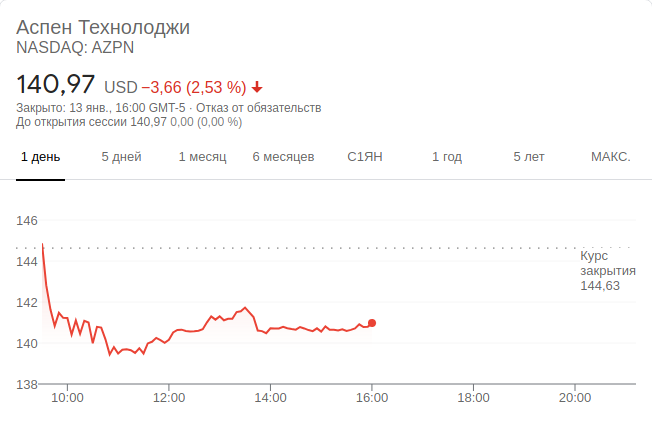 Аспен Технолоджи
NASDAQ: AZPN
140,97 USD −3,66 (2,53 %)
Закрыто: 13 янв., 16:00 GMT-5 · Отказ от обязательств
До открытия сессии 140,97 0,00 (0,00 %)
1 день 5 дней 1 месяц 6 месяцев С1ЯН 1 год 5 лет МАКС.
146
Курс
144
закрытия
144,63
142
140
138
10:00 12:00 14:00 16:00 18:00 20:00